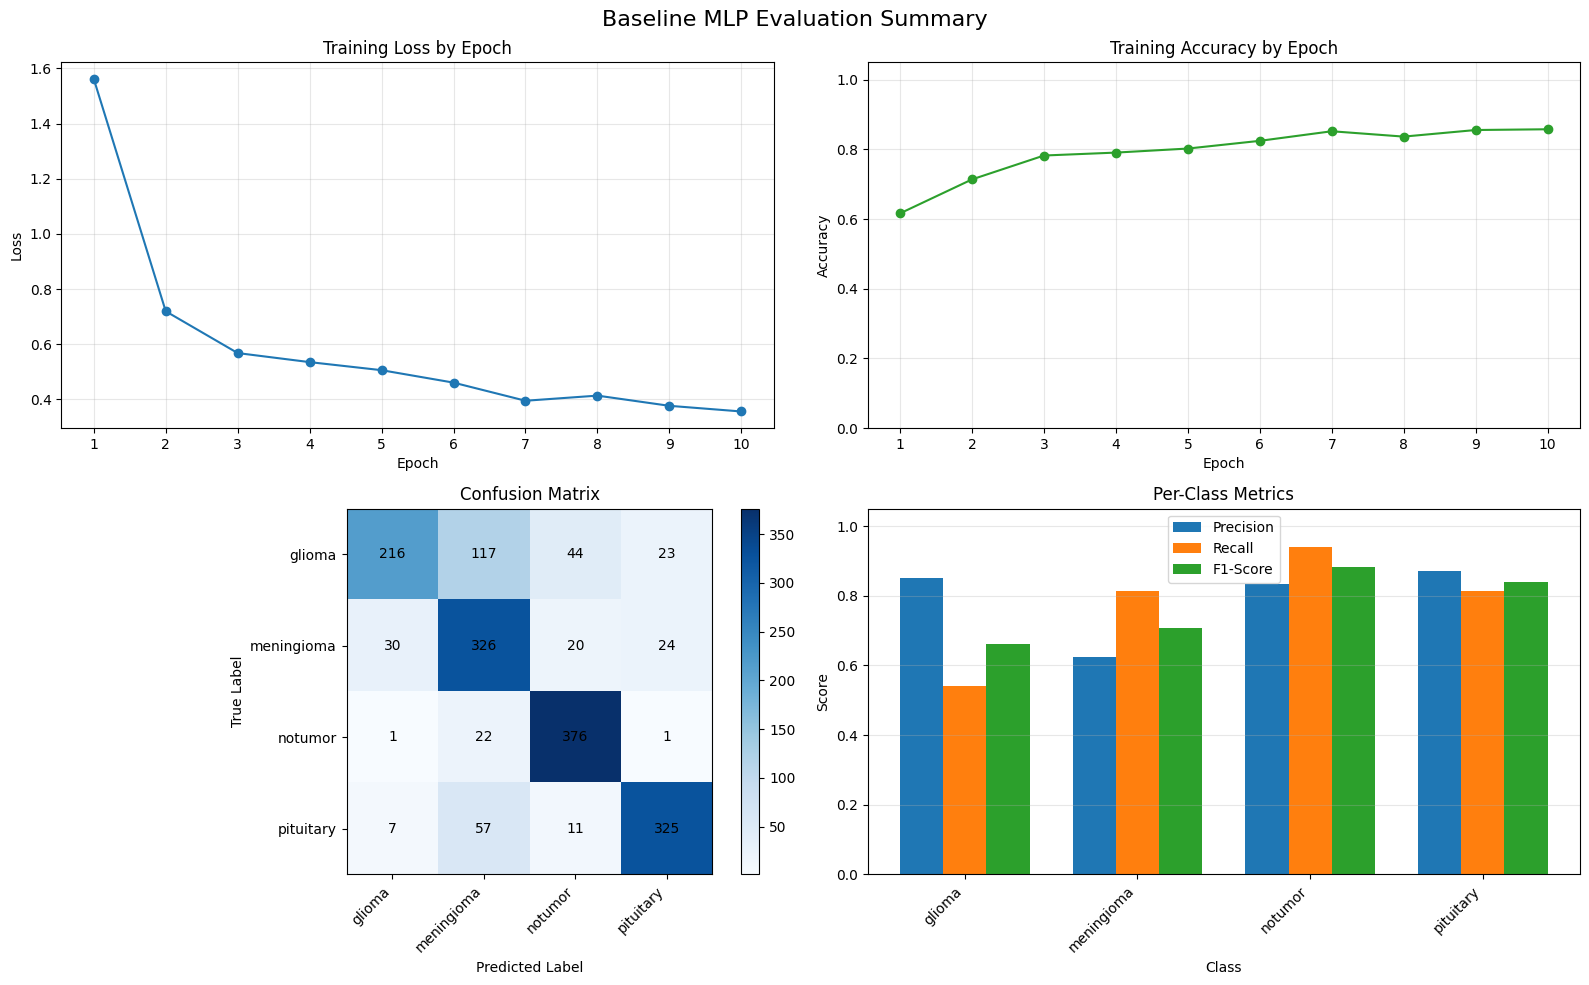 Baseline MLP Evaluation Summary
Training Loss by Epoch
1.6
1.4
1.2
1.0
0.8
0.6
0.4
Loss
1 2 3 4 5 6 7 8 9 10
Epoch
Training Accuracy by Epoch
1.0
0.8
0.6
0.4
0.2
0.0
Accuracy
1 2 3 4 5 6 7 8 9 10
Epoch
Confusion Matrix
True Label
glioma 216 117 44 23
meningioma 30 326 20 24
notumor 1 22 376 1
pituitary 7 57 11 325
glioma meningioma notumor pituitary
Predicted Label
350
300
250
200
150
100
50
Per-Class Metrics
Precision
Recall
F1-Score
1.0
0.8
0.6
0.4
0.2
0.0
Score
glioma meningioma notumor pituitary
Class